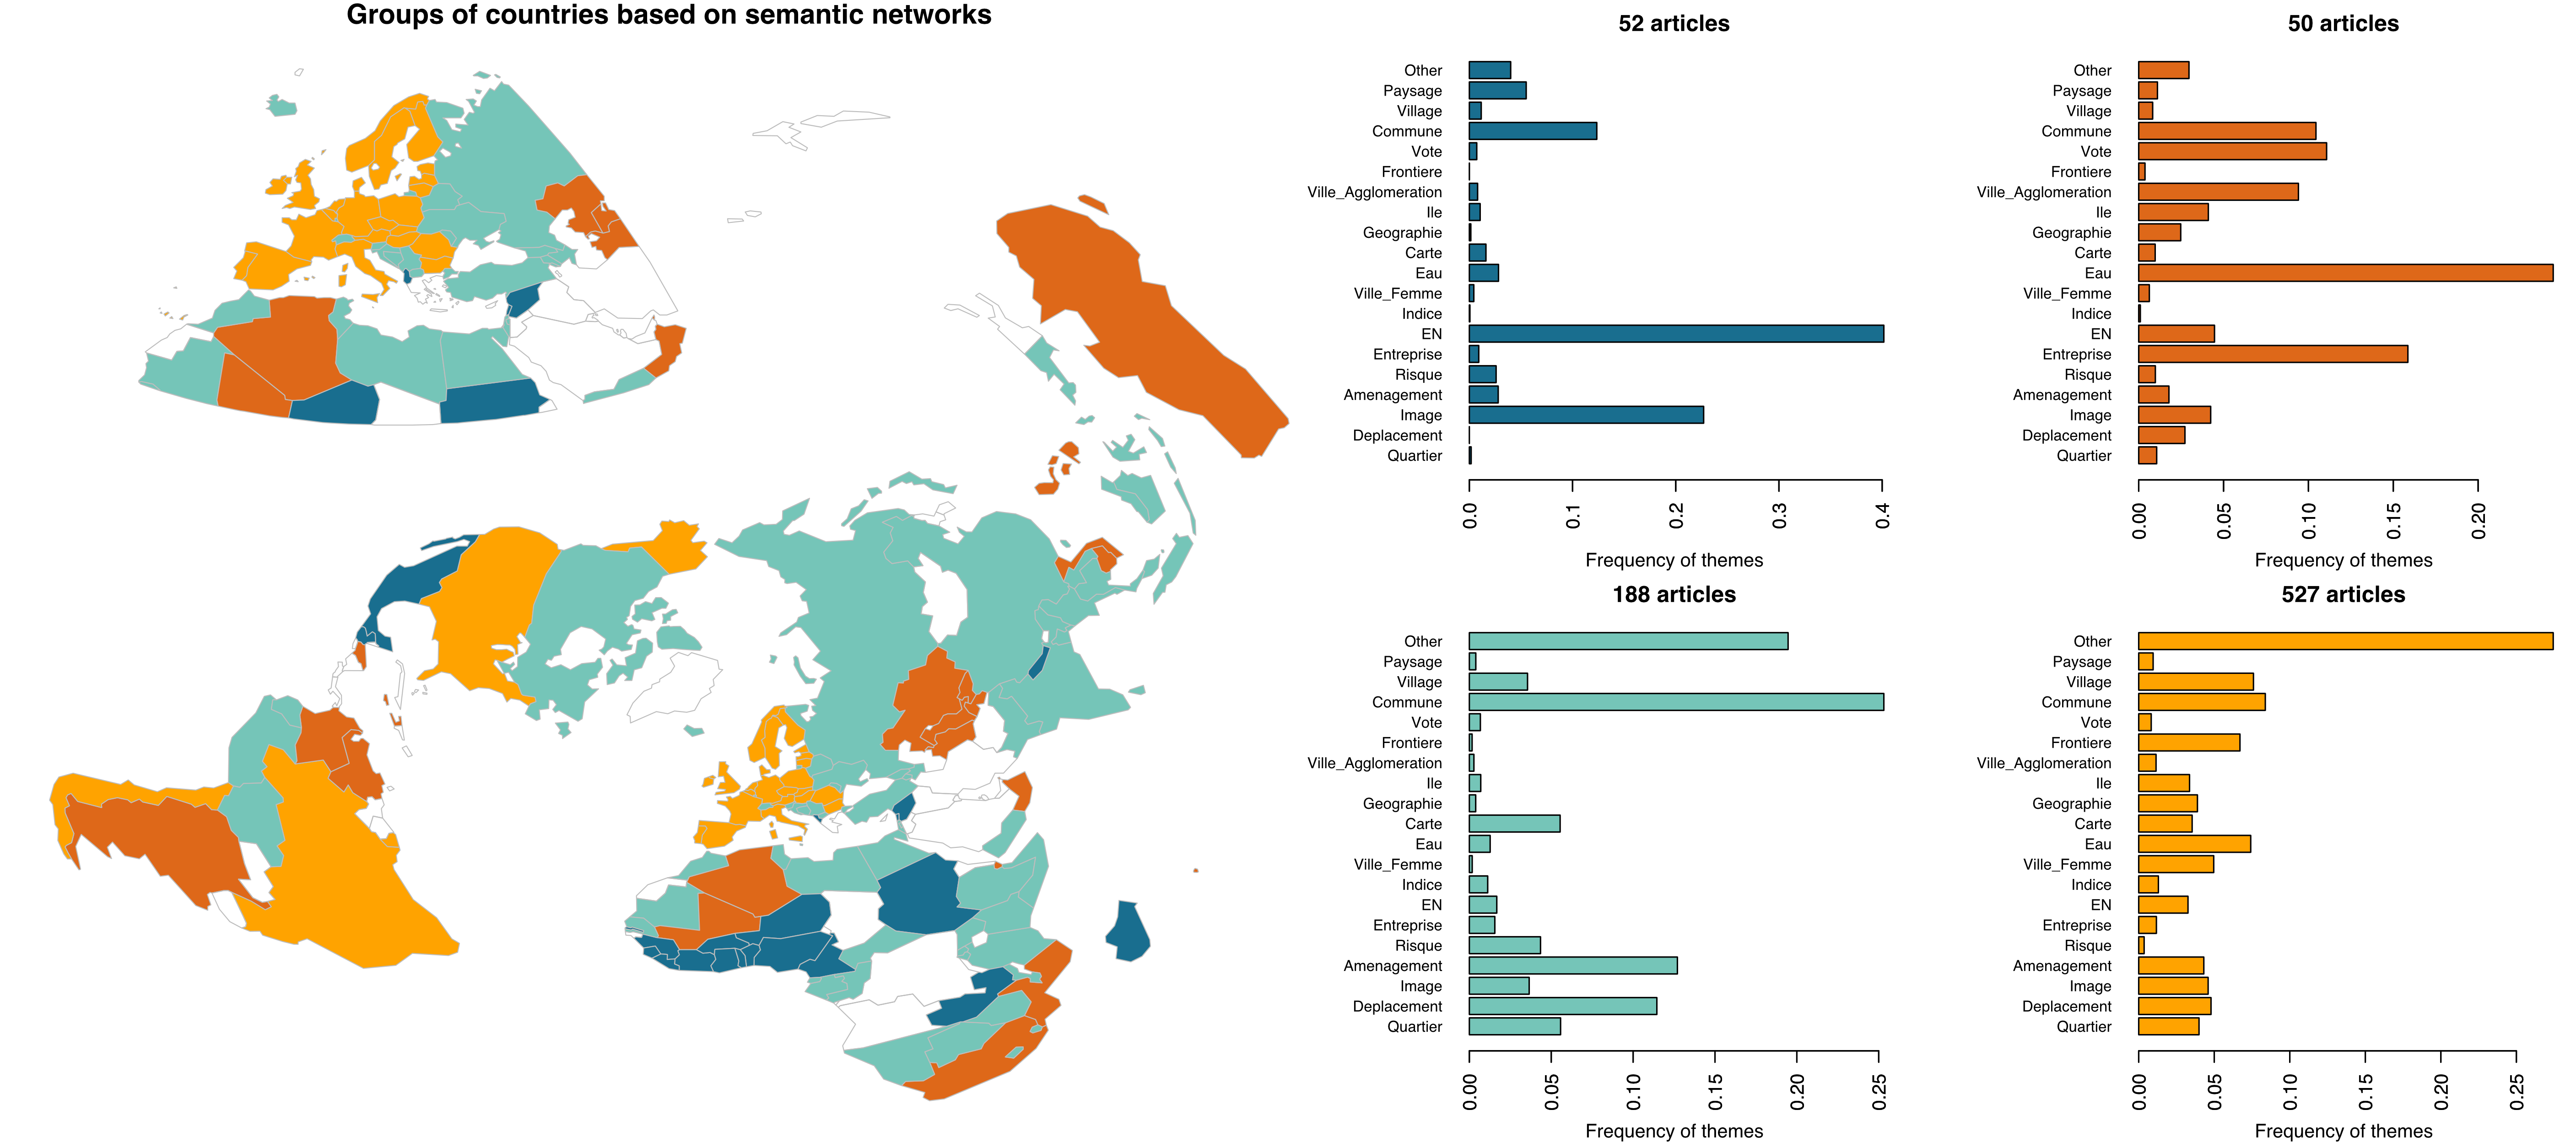 Groups of countries based on semantic networks
52 articles
Other
Paysage
Village
Commune
Vote
Frontiere
Ville_Agglomeration
Ile
Geographie
Carte
Eau
Ville_Femme
Indice
EN
Entreprise
Risque
Amenagement
Image
Deplacement
Quartier
0.0 0.1 0.2 0.3 0.4
Frequency of themes
50 articles
Other
Paysage
Village
Commune
Vote
Frontiere
Ville_Agglomeration
Ile
Geographie
Carte
Eau
Ville_Femme
Indice
EN
Entreprise
Risque
Amenagement
Image
Deplacement
Quartier
0.00 0.05 0.10 0.15 0.20
Frequency of themes
188 articles
Other
Paysage
Village
Commune
Vote
Frontiere
Ville_Agglomeration
Ile
Geographie
Carte
Eau
Ville_Femme
Indice
EN
Entreprise
Risque
Amenagement
Image
Deplacement
Quartier
0.00 0.05 0.10 0.15 0.20 0.25
Frequency of themes
527 articles
Other
Paysage
Village
Commune
Vote
Frontiere
Ville_Agglomeration
Ile
Geographie
Carte
Eau
Ville_Femme
Indice
EN
Entreprise
Risque
Amenagement
Image
Deplacement
Quartier
0.00 0.05 0.10 0.15 0.20 0.25
Frequency of themes